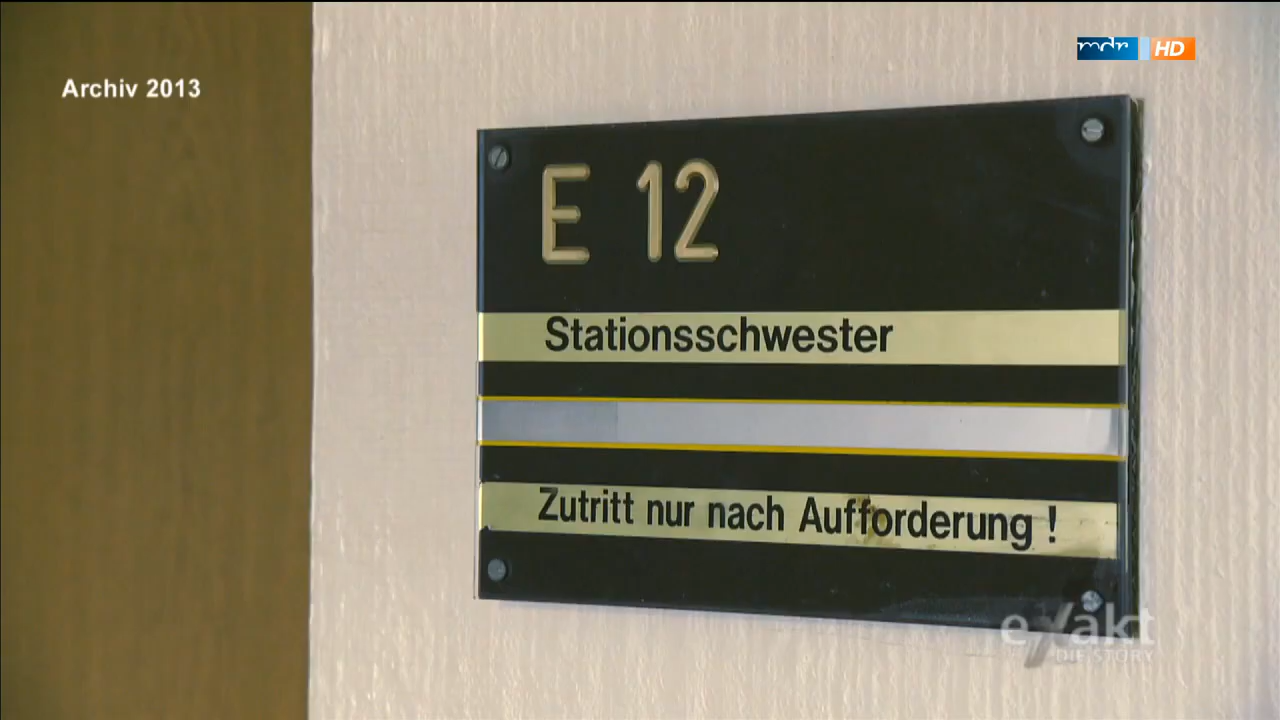 mdr HD
Archiv 2013
E 12
Stationsschwester
Zutritt nur nach Aufforderung !
exakt
DIE STORY